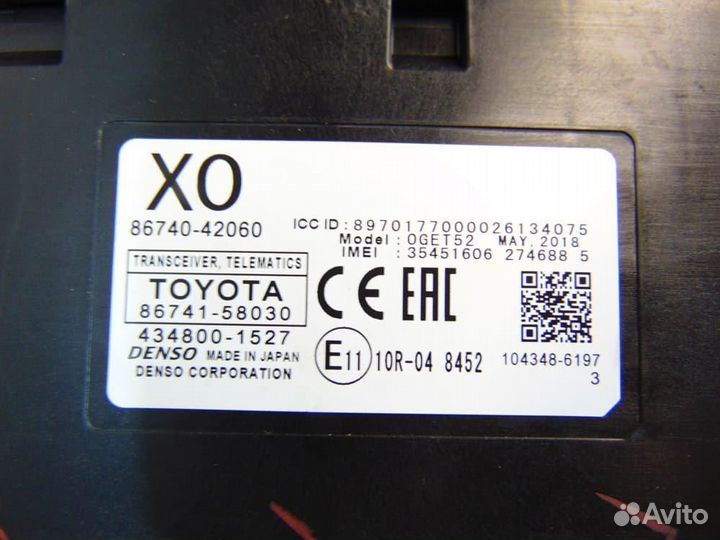 XO
86740-42060
ICC ID : 8970177000026134075
Model : OGET52 MAY, 2018
IMEI : 35451606 274688 5
TRANSCEIVER, TELEMATICS
TOYOTA
86741-58030
434800-1527
DENSO MADE IN JAPAN
DENSO CORPORATION
CE EAC
E11 10R-04 8452
104348-6197
3
Avito